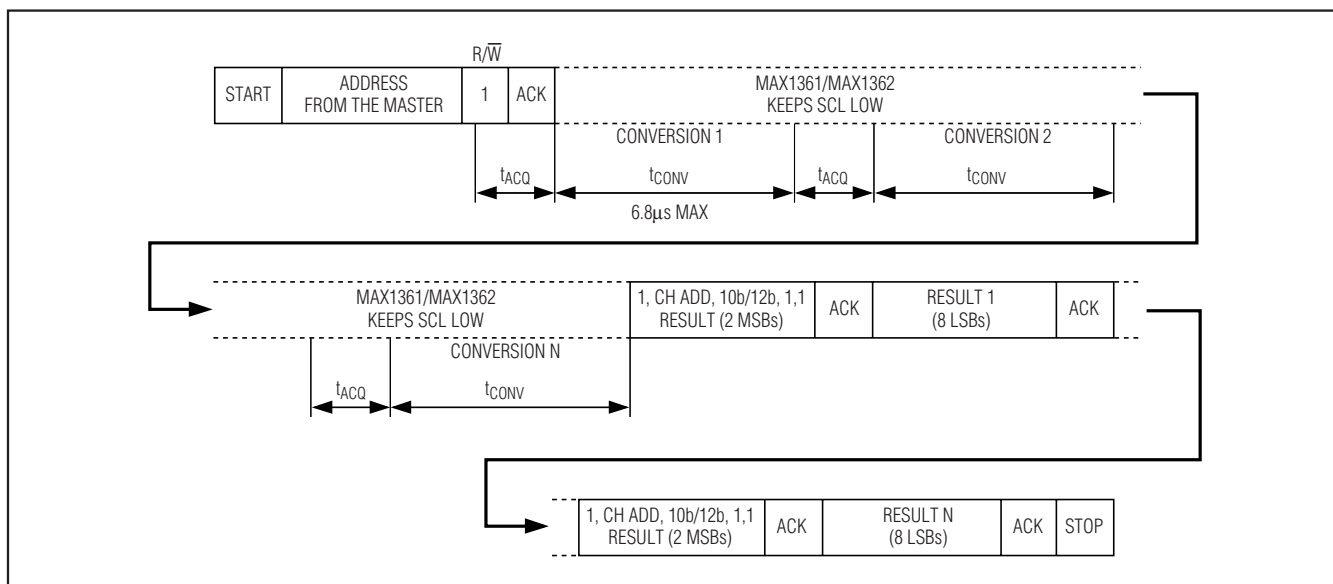 R/W̅
START
ADDRESS
FROM THE MASTER
1
ACK
MAX1361/MAX1362
KEEPS SCL LOW
CONVERSION 1
CONVERSION 2
tACQ
tCONV
tACQ
tCONV
6.8μs MAX
MAX1361/MAX1362
KEEPS SCL LOW
1, CH ADD, 10b/12b, 1,1
RESULT (2 MSBs)
ACK
RESULT 1
(8 LSBs)
ACK
CONVERSION N
tACQ
tCONV
1, CH ADD, 10b/12b, 1,1
RESULT (2 MSBs)
ACK
RESULT N
(8 LSBs)
ACK
STOP